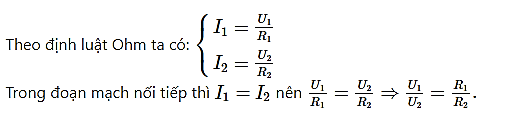 Theo định luật Ohm ta có: { I₁ = U₁/R₁
I₂ = U₂/R₂
Trong đoạn mạch nối tiếp thì I₁ = I₂ nên U₁/R₁ = U₂/R₂ ⇒ U₁/U₂ = R₁/R₂.